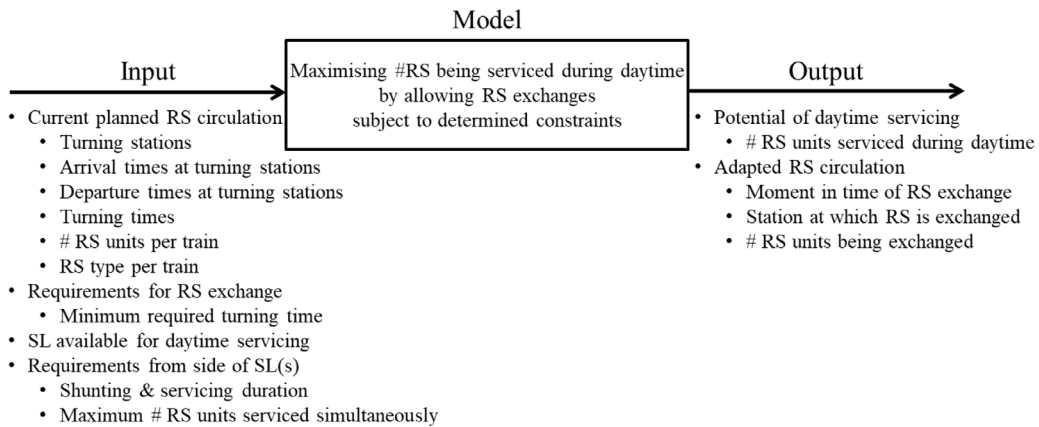 Model
Input
Maximising #RS being serviced during daytime
by allowing RS exchanges
subject to determined constraints
Output
• Current planned RS circulation
• Turning stations
• Arrival times at turning stations
• Departure times at turning stations
• Turning times
• # RS units per train
• RS type per train
• Requirements for RS exchange
• Minimum required turning time
• SL available for daytime servicing
• Requirements from side of SL(s)
• Shunting & servicing duration
• Maximum # RS units serviced simultaneously
• Potential of daytime servicing
• # RS units serviced during daytime
• Adapted RS circulation
• Moment in time of RS exchange
• Station at which RS is exchanged
• # RS units being exchanged